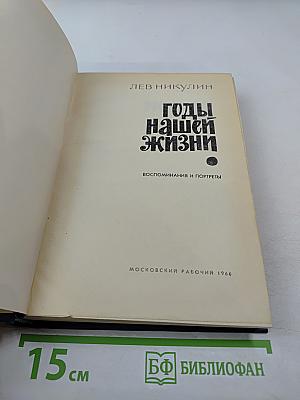 ЛЕВ НИКУЛИН
ГОДЫ
НАШЕЙ
ЖИЗНИ
ВОСПОМИНАНИЯ И ПОРТРЕТЫ
МОСКОВСКИЙ РАБОЧИЙ 1966
15 см
БФ БИБЛИОФАН